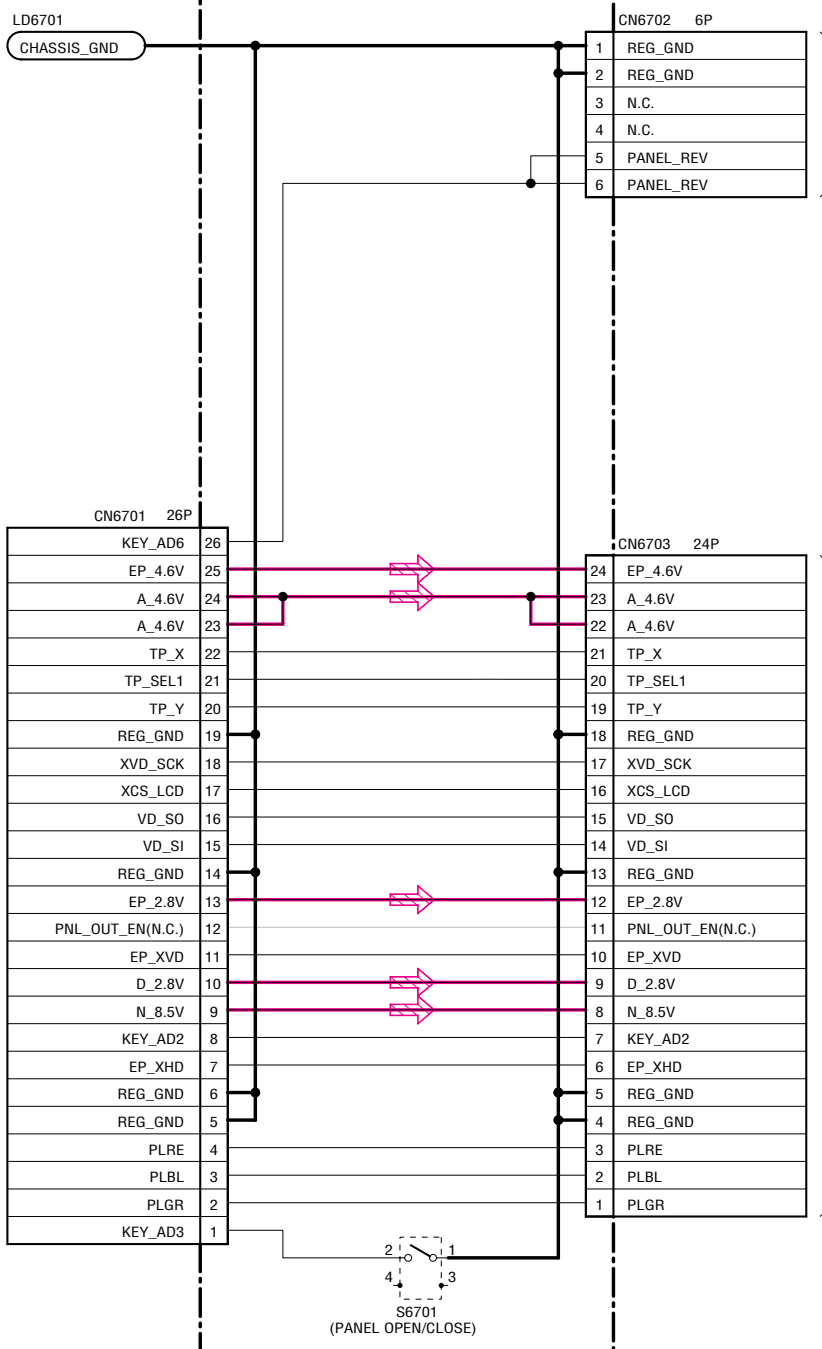 LD6701
CHASSIS_GND
CN6702 6P
1 REG_GND
2 REG_GND
3 N.C.
4 N.C.
5 PANEL_REV
6 PANEL_REV
CN6701 26P
KEY_AD6 26
EP_4.6V 25
A_4.6V 24
A_4.6V 23
TP_X 22
TP_SEL1 21
TP_Y 20
REG_GND 19
XVD_SCK 18
XCS_LCD 17
VD_SO 16
VD_SI 15
REG_GND 14
EP_2.8V 13
PNL_OUT_EN(N.C.) 12
EP_XVD 11
D_2.8V 10
N_8.5V 9
KEY_AD2 8
EP_XHD 7
REG_GND 6
REG_GND 5
PLRE 4
PLBL 3
PLGR 2
KEY_AD3 1
CN6703 24P
24 EP_4.6V
23 A_4.6V
22 A_4.6V
21 TP_X
20 TP_SEL1
19 TP_Y
18 REG_GND
17 XVD_SCK
16 XCS_LCD
15 VD_SO
14 VD_SI
13 REG_GND
12 EP_2.8V
11 PNL_OUT_EN(N.C.)
10 EP_XVD
9 D_2.8V
8 N_8.5V
7 KEY_AD2
6 EP_XHD
5 REG_GND
4 REG_GND
3 PLRE
2 PLBL
1 PLGR
2 1
4 3
S6701
(PANEL OPEN/CLOSE)